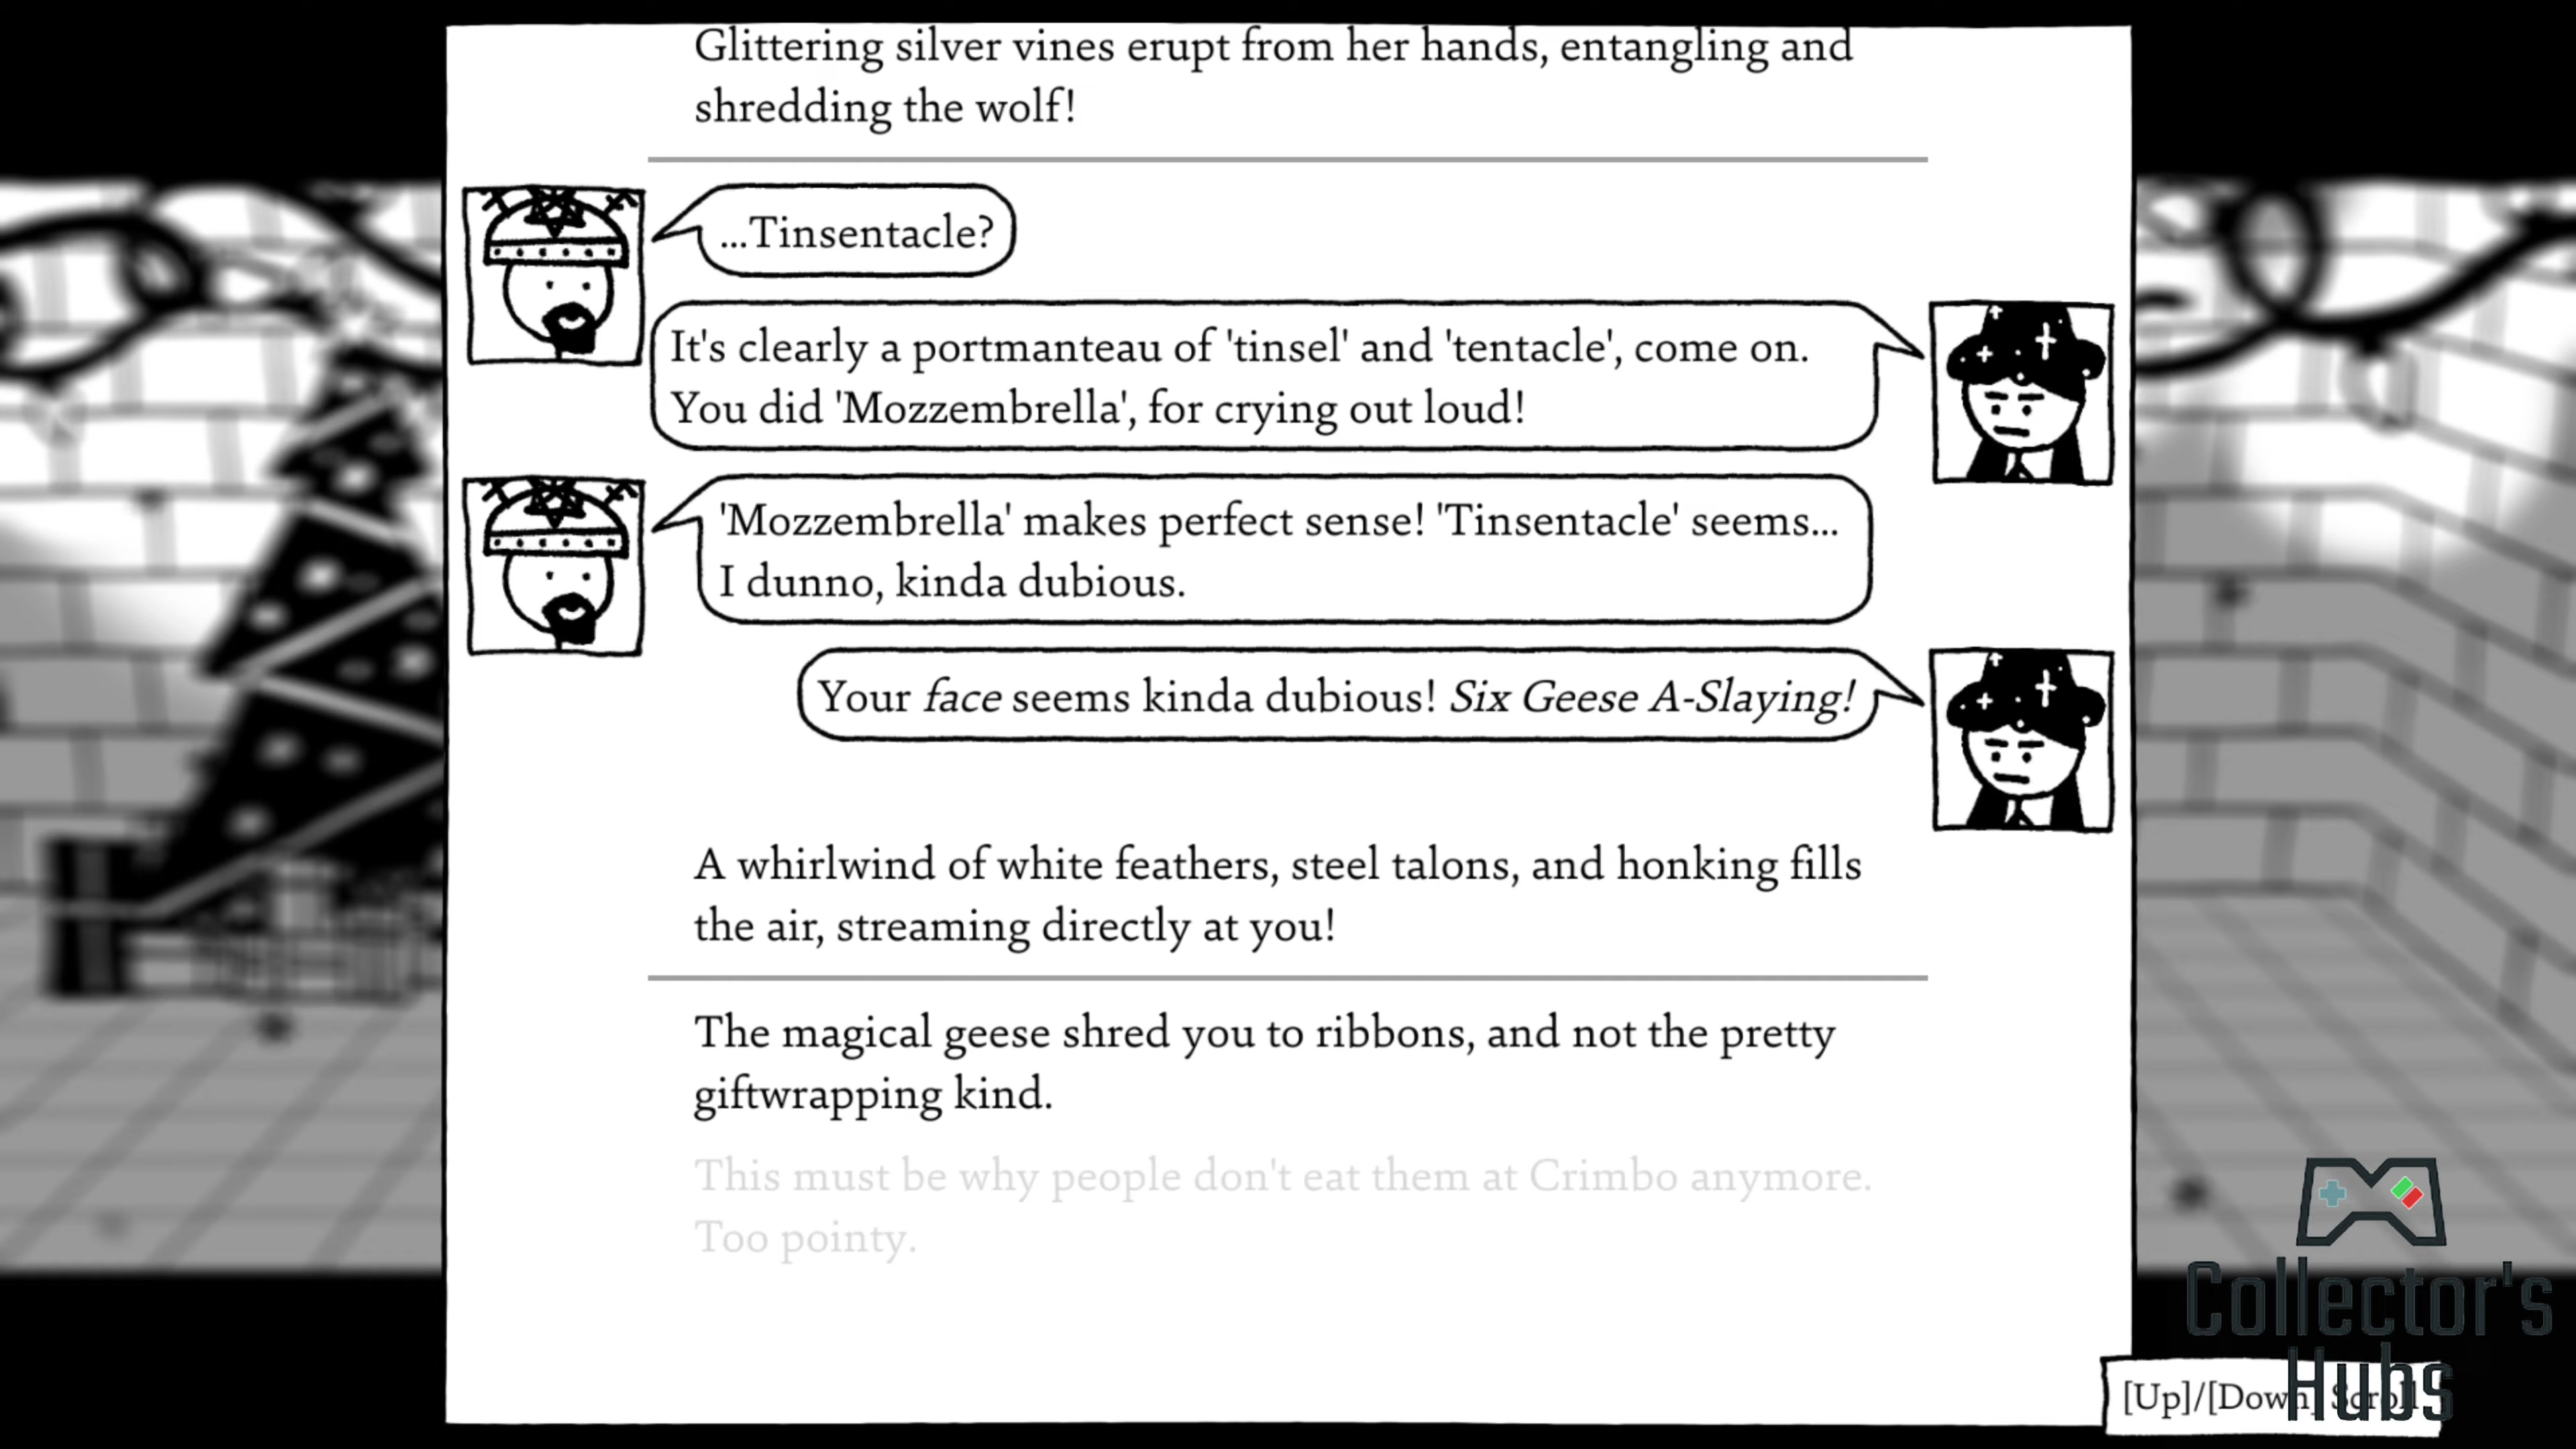 Glittering silver vines erupt from her hands, entangling and
shredding the wolf!
...Tinsentacle?
It's clearly a portmanteau of 'tinsel' and 'tentacle', come on.
You did 'Mozzembrella', for crying out loud!
'Mozzembrella' makes perfect sense! 'Tinsentacle' seems...
I dunno, kinda dubious.
Your face seems kinda dubious! Six Geese A-Slaying!
A whirlwind of white feathers, steel talons, and honking fills
the air, streaming directly at you!
The magical geese shred you to ribbons, and not the pretty
giftwrapping kind.
This must be why people don't eat them at Crimbo anymore.
Too pointy.
Collector's
Hubs
[Up]/[Down] Scroll